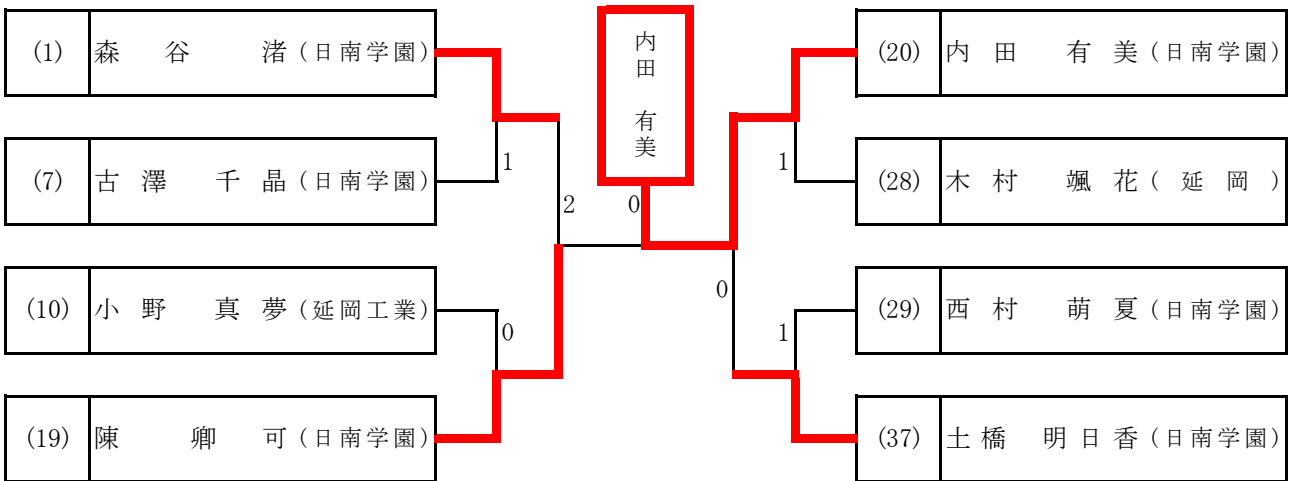 (1) 森谷 渚(日南学園)
(7) 古澤 千晶(日南学園)
(10) 小野 真夢(延岡工業)
(19) 陳 卿可(日南学園)
1
0
2
0
内田 有美
0
1
1
(20) 内田 有美(日南学園)
(28) 木村 颯花(延岡)
(29) 西村 萌夏(日南学園)
(37) 土橋 明日香(日南学園)